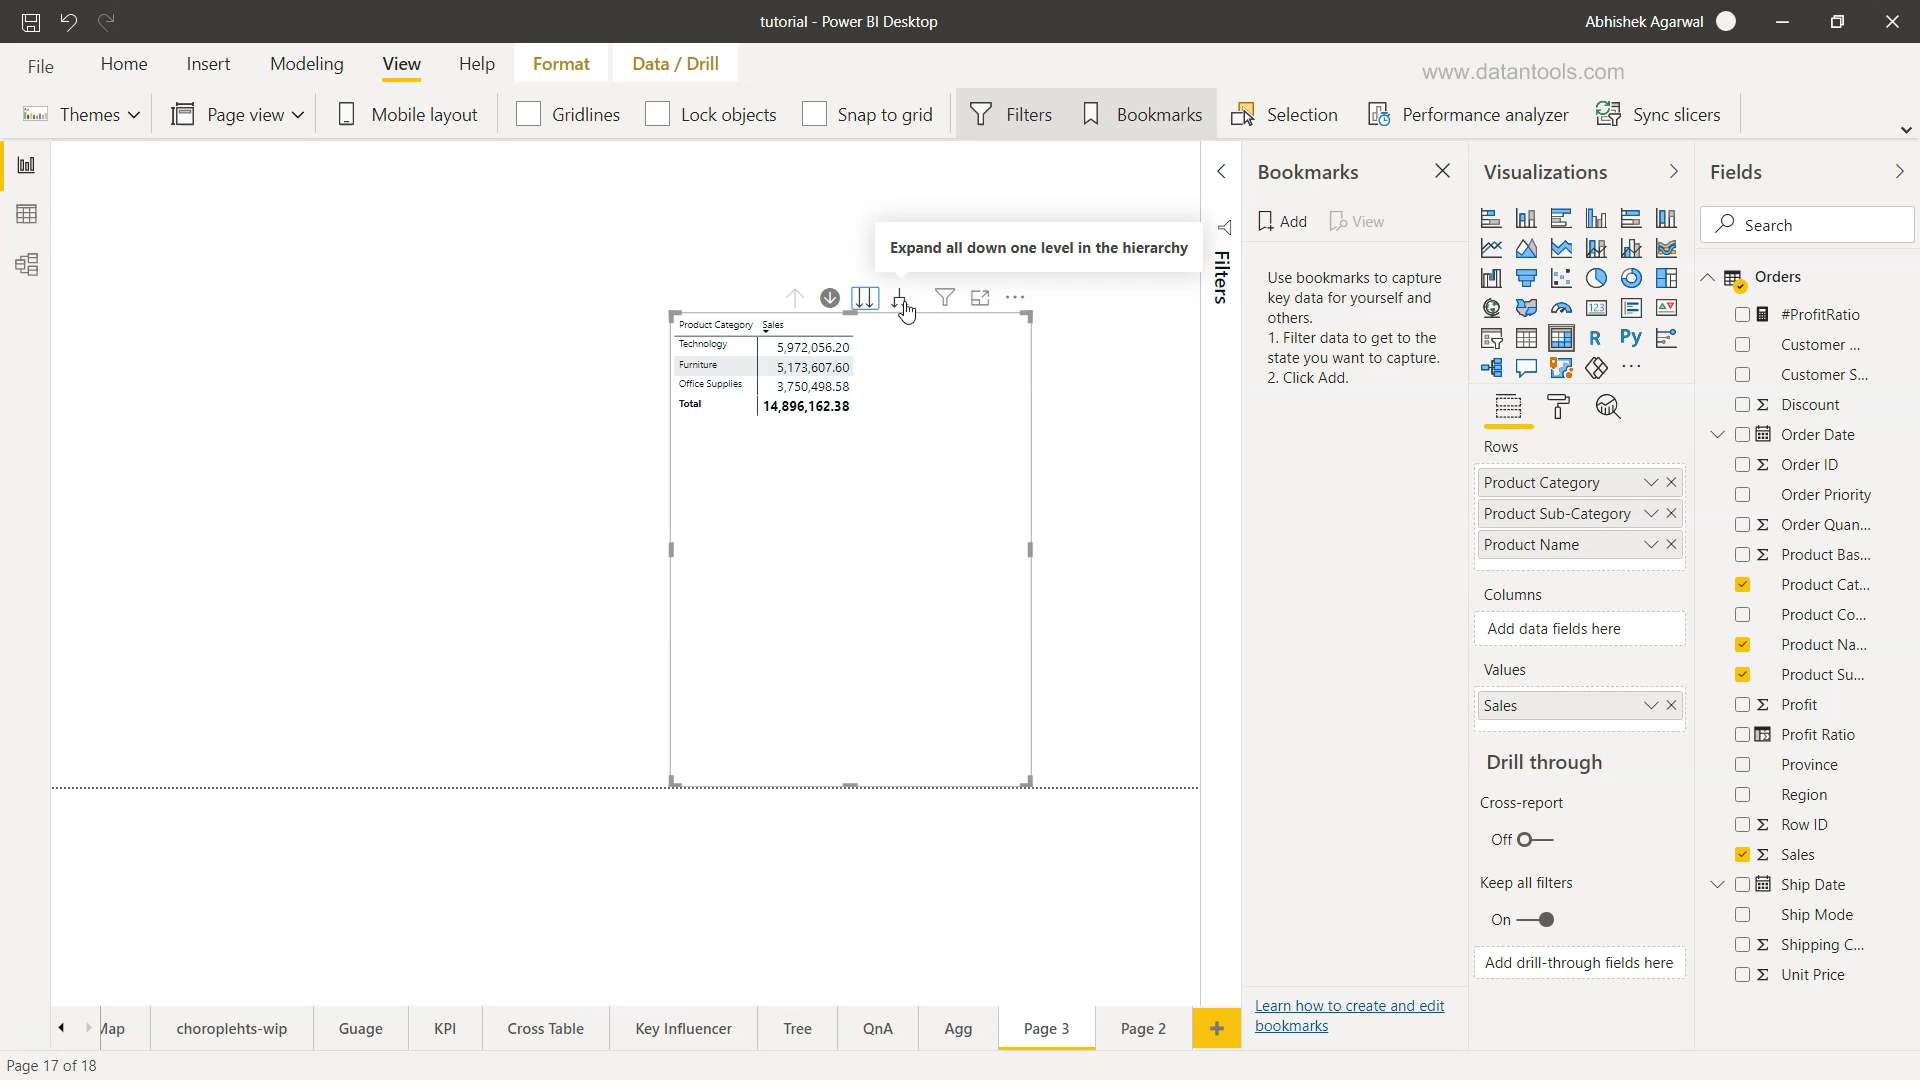 tutorial - Power BI Desktop
Abhishek Agarwal
File
Home
Insert
Modeling
View
Help
Format
Data / Drill
www.datantools.com
Themes
Page view
Mobile layout
Gridlines
Lock objects
Snap to grid
Filters
Bookmarks
Selection
Performance analyzer
Sync slicers
Expand all down one level in the hierarchy
Product Category Sales
Technology 5,972,056.20
Furniture 5,173,607.60
Office Supplies 3,750,498.58
Total 14,896,162.38
Filters
Bookmarks
Add
View
Use bookmarks to capture
key data for yourself and
others.
1. Filter data to get to the
state you want to capture.
2. Click Add.
Learn how to create and edit
bookmarks
Visualizations
123
R
Py
Rows
Product Category
Product Sub-Category
Product Name
Columns
Add data fields here
Values
Sales
Drill through
Cross-report
Off
Keep all filters
On
Add drill-through fields here
Fields
Search
Orders
#ProfitRatio
Customer ...
Customer S...
Discount
Order Date
Order ID
Order Priority
Order Quan...
Product Bas...
Product Cat...
Product Co...
Product Na...
Product Su...
Profit
Profit Ratio
Province
Region
Row ID
Sales
Ship Date
Ship Mode
Shipping C...
Unit Price
Map
choroplehts-wip
Guage
KPI
Cross Table
Key Influencer
Tree
QnA
Agg
Page 3
Page 2
Page 17 of 18